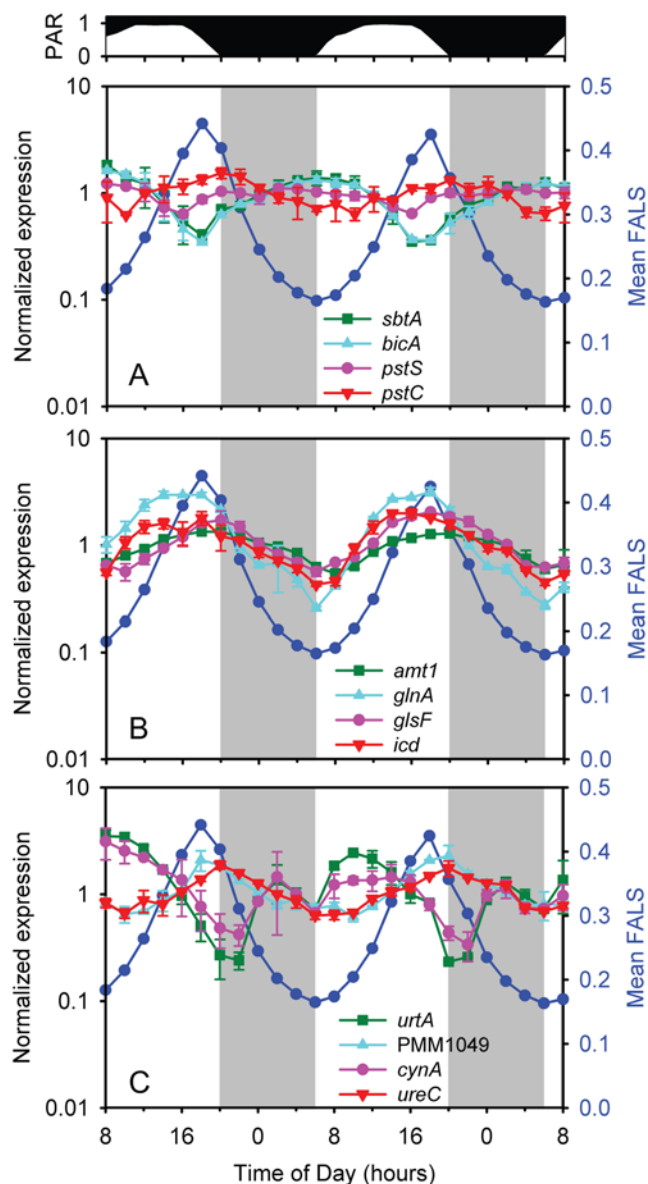 PAR
1
0
Normalized expression
10
1
0.1
0.01
A
sbtA
bicA
pstS
pstC
0.5
0.4
0.3
0.2
0.1
0.0
Mean FALS
Normalized expression
10
1
0.1
0.01
B
amt1
glnA
glsF
icd
0.5
0.4
0.3
0.2
0.1
0.0
Mean FALS
Normalized expression
10
1
0.1
0.01
C
urtA
PMM1049
cynA
ureC
0.5
0.4
0.3
0.2
0.1
0.0
Mean FALS
8 16 0 8 16 0 8
Time of Day (hours)